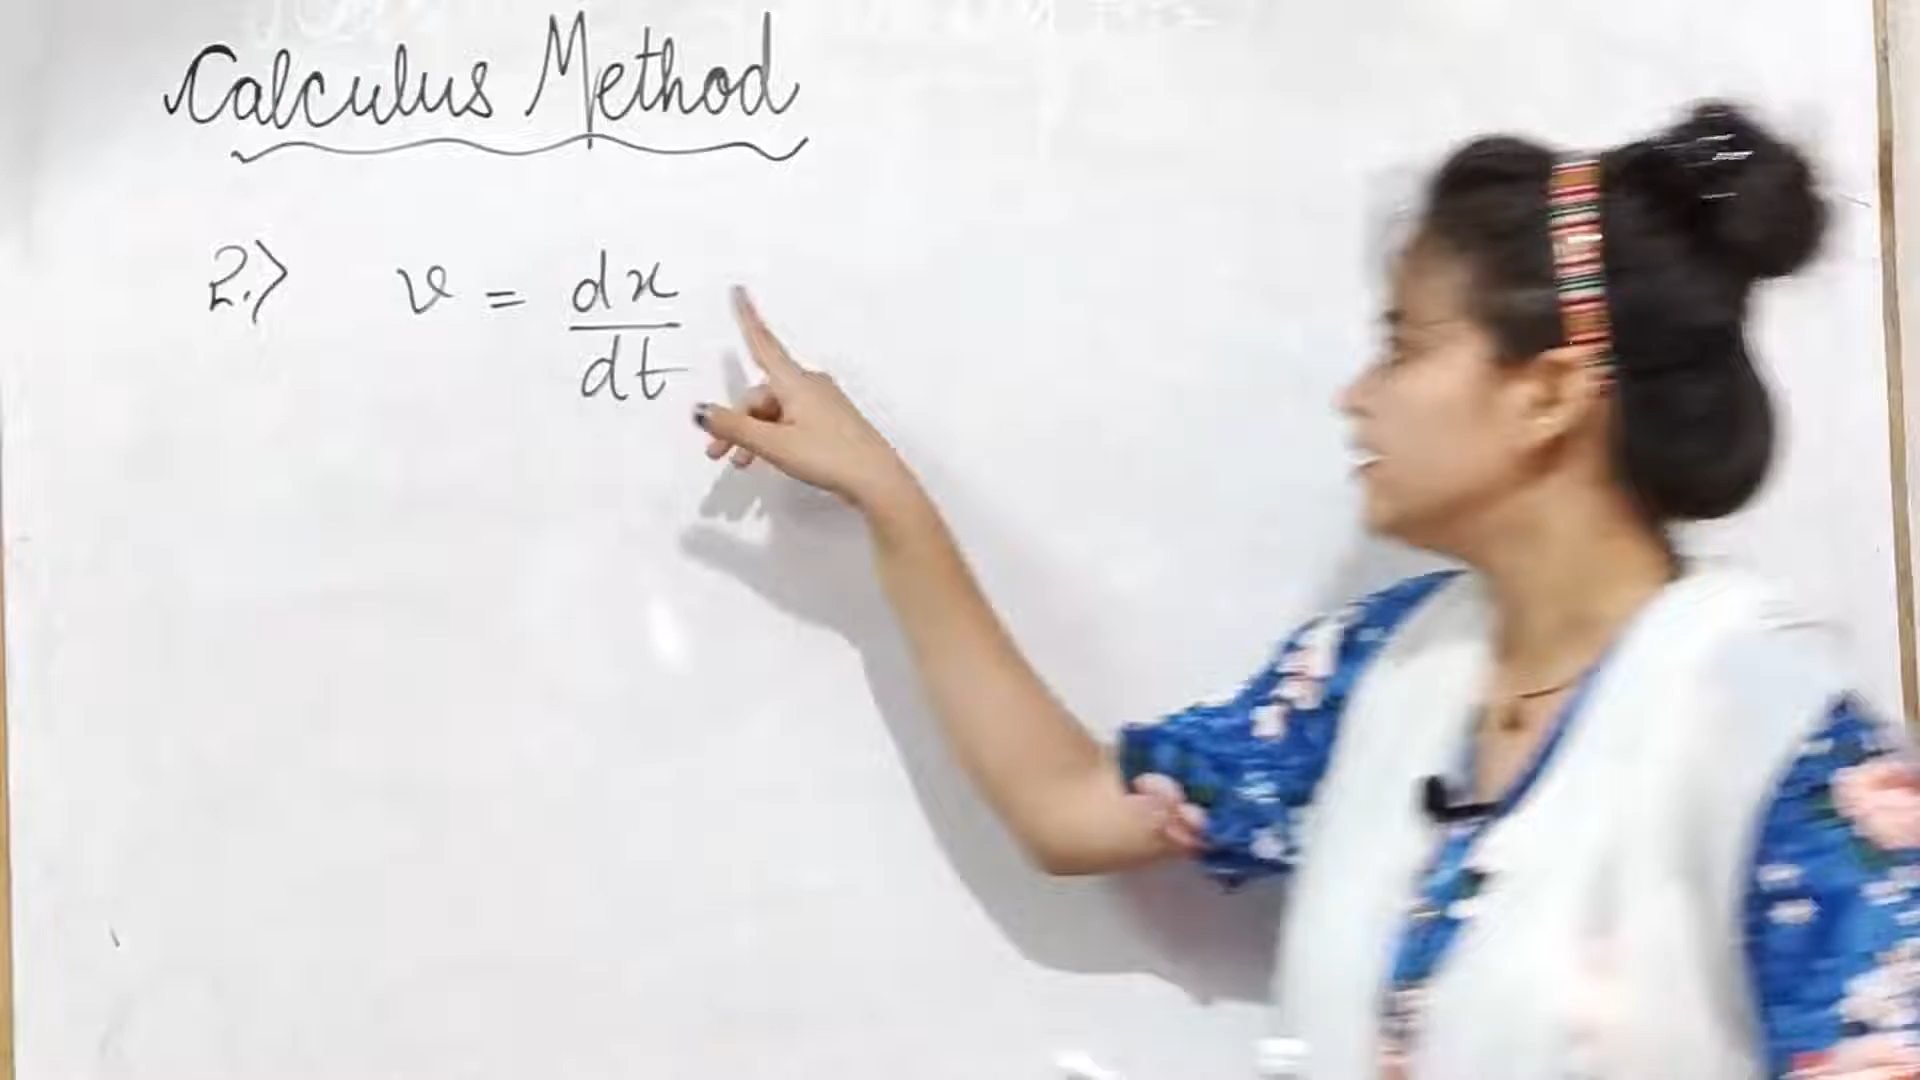 Calculus Method
2.> v = dx/dt